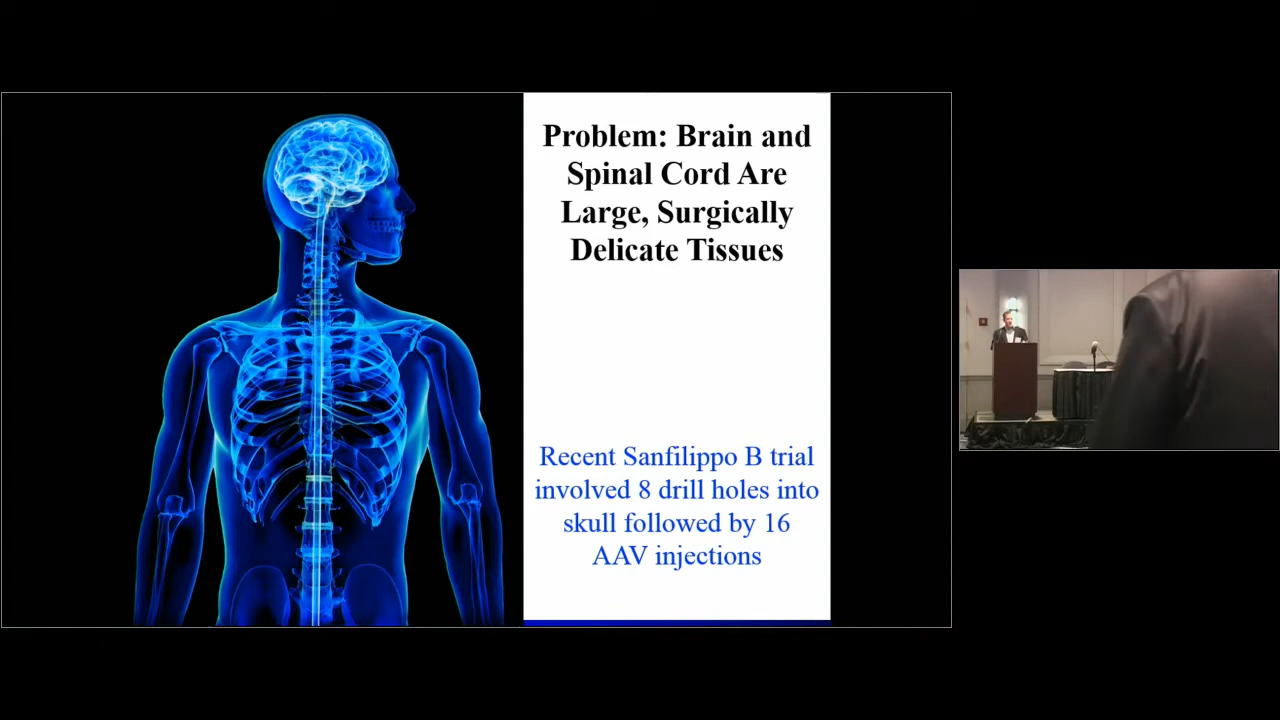 Problem: Brain and
Spinal Cord Are
Large, Surgically
Delicate Tissues
Recent Sanfilippo B trial
involved 8 drill holes into
skull followed by 16
AAV injections